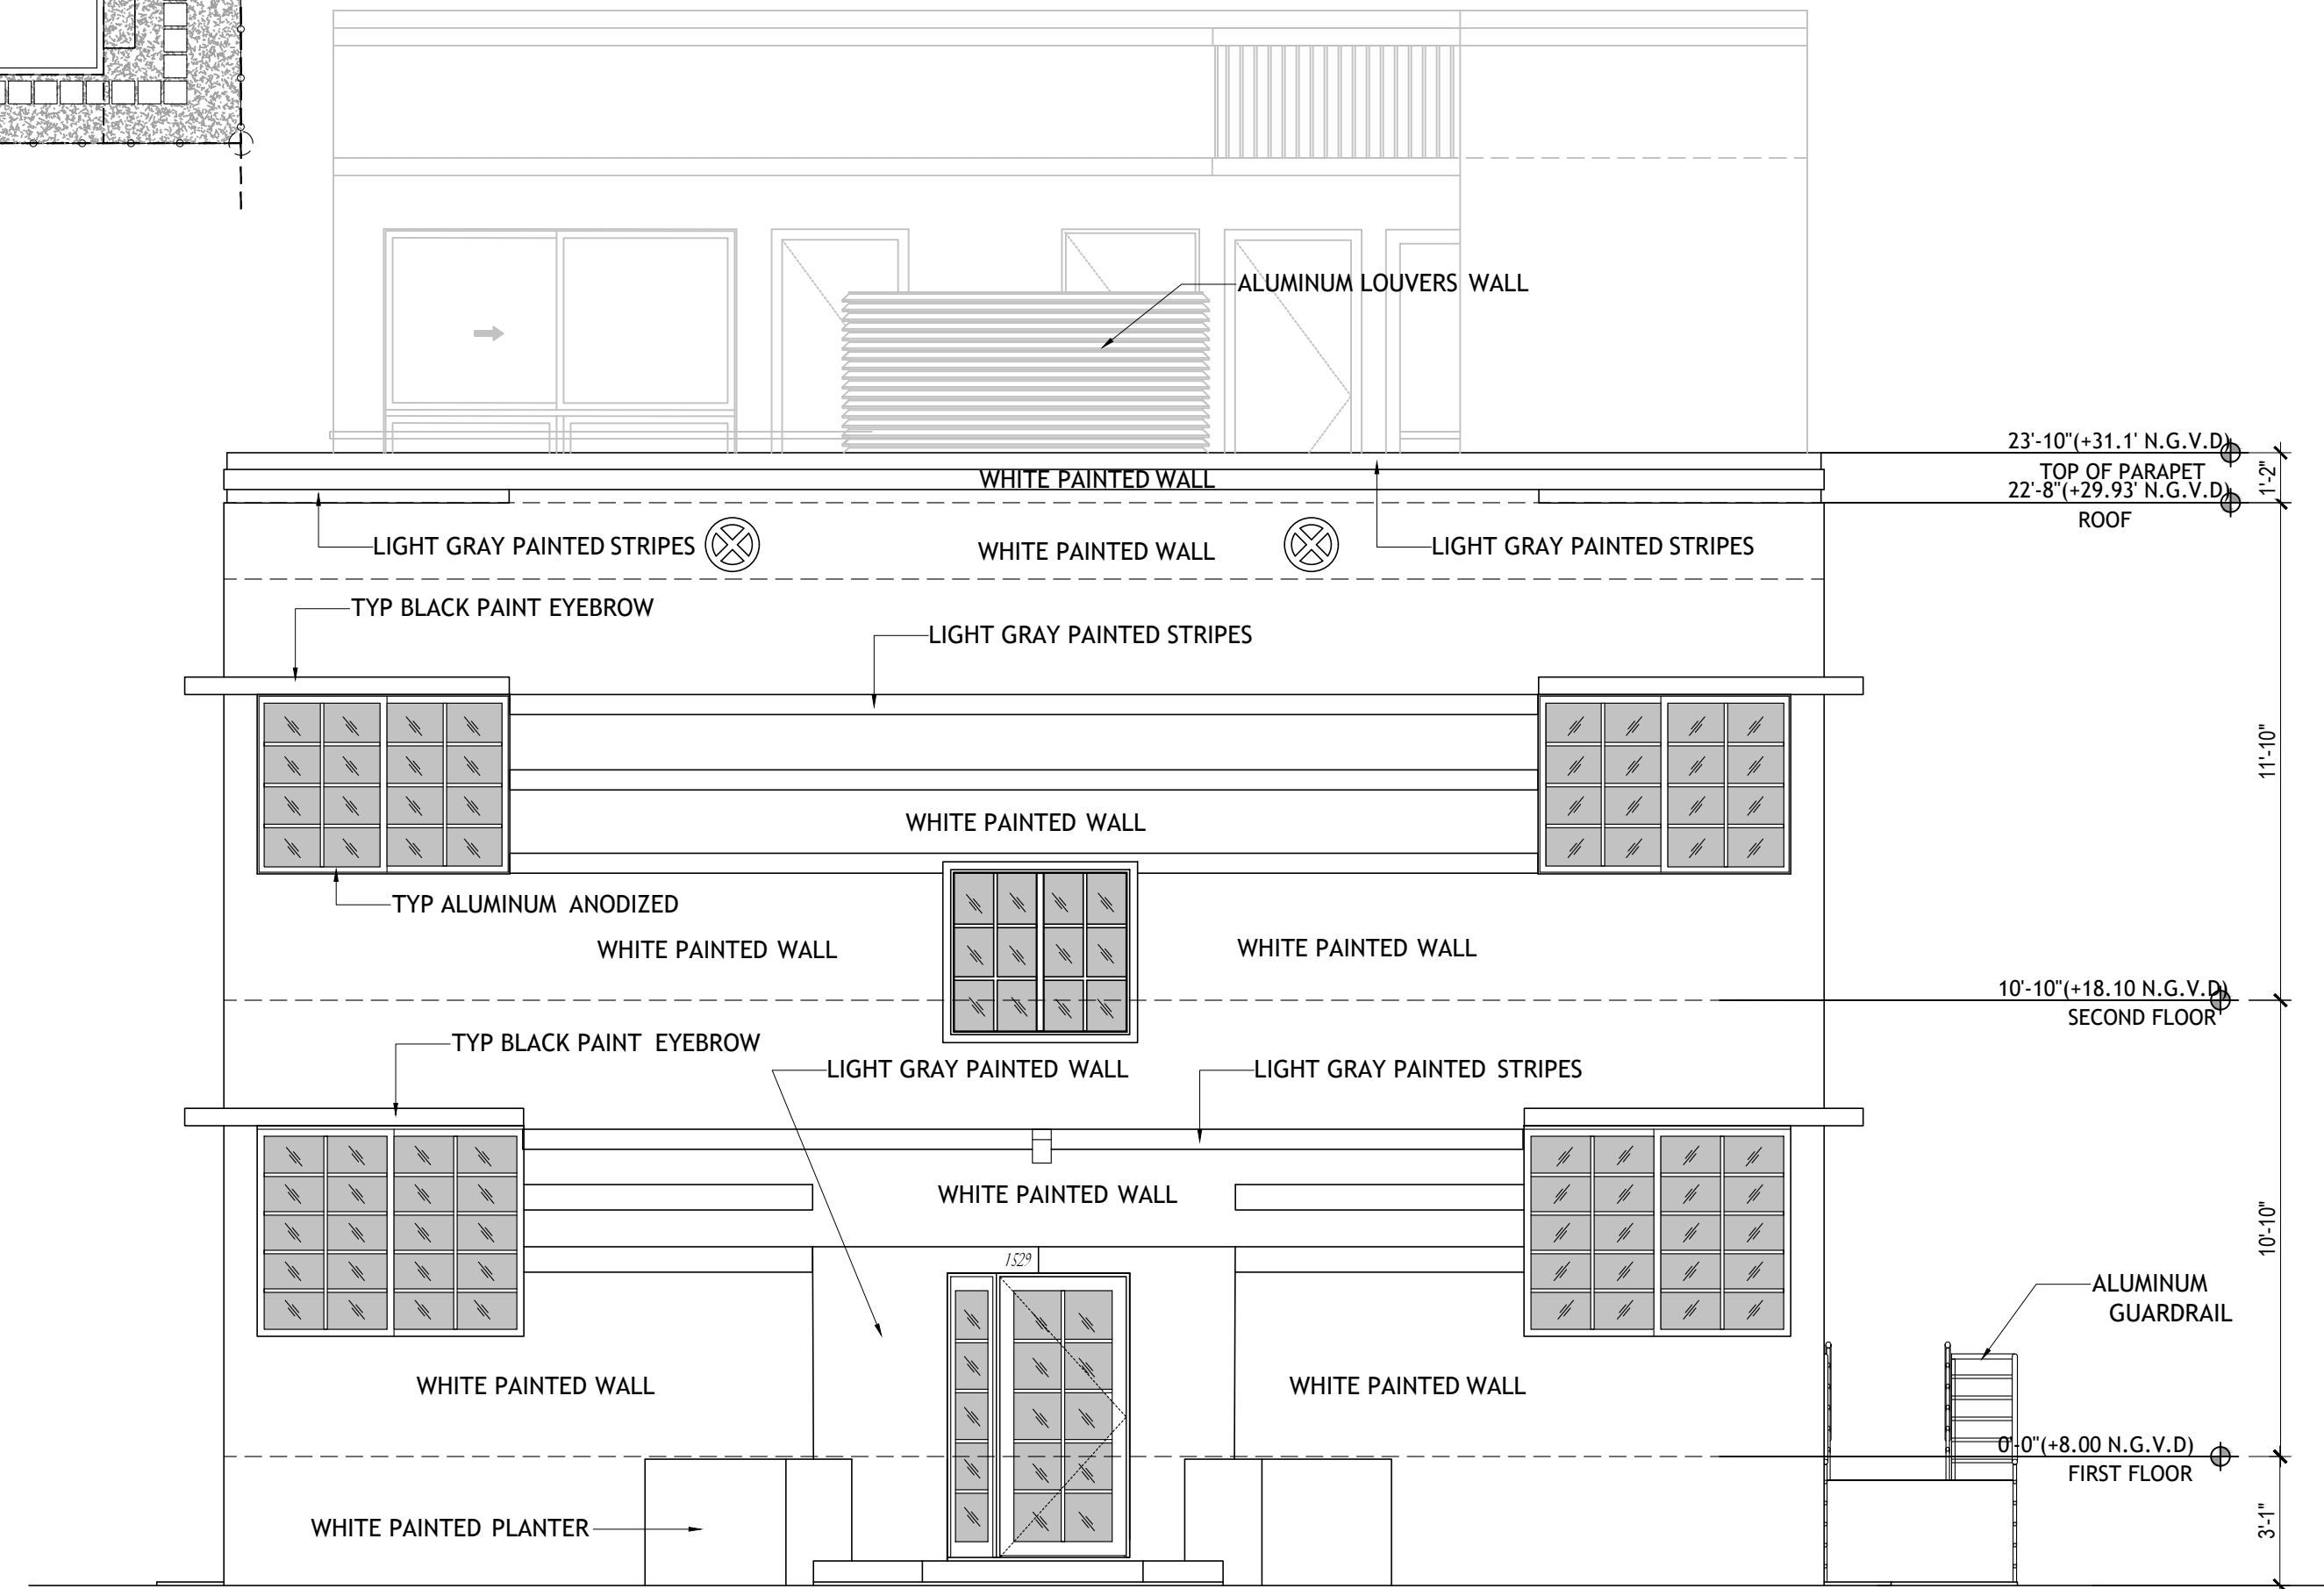 ALUMINUM LOUVERS WALL
23'-10"(+31.1' N.G.V.D)
TOP OF PARAPET
1'-2"
WHITE PAINTED WALL
22'-8"(+29.93' N.G.V.D)
ROOF
LIGHT GRAY PAINTED STRIPES
WHITE PAINTED WALL
LIGHT GRAY PAINTED STRIPES
TYP BLACK PAINT EYEBROW
LIGHT GRAY PAINTED STRIPES
11'-10"
WHITE PAINTED WALL
TYP ALUMINUM ANODIZED
WHITE PAINTED WALL
WHITE PAINTED WALL
10'-10"(+18.10 N.G.V.D)
SECOND FLOOR
TYP BLACK PAINT EYEBROW
LIGHT GRAY PAINTED WALL
LIGHT GRAY PAINTED STRIPES
WHITE PAINTED WALL
10'-10"
1529
ALUMINUM
GUARDRAIL
WHITE PAINTED WALL
WHITE PAINTED WALL
0'-0"(+8.00 N.G.V.D)
FIRST FLOOR
WHITE PAINTED PLANTER
3'-1"